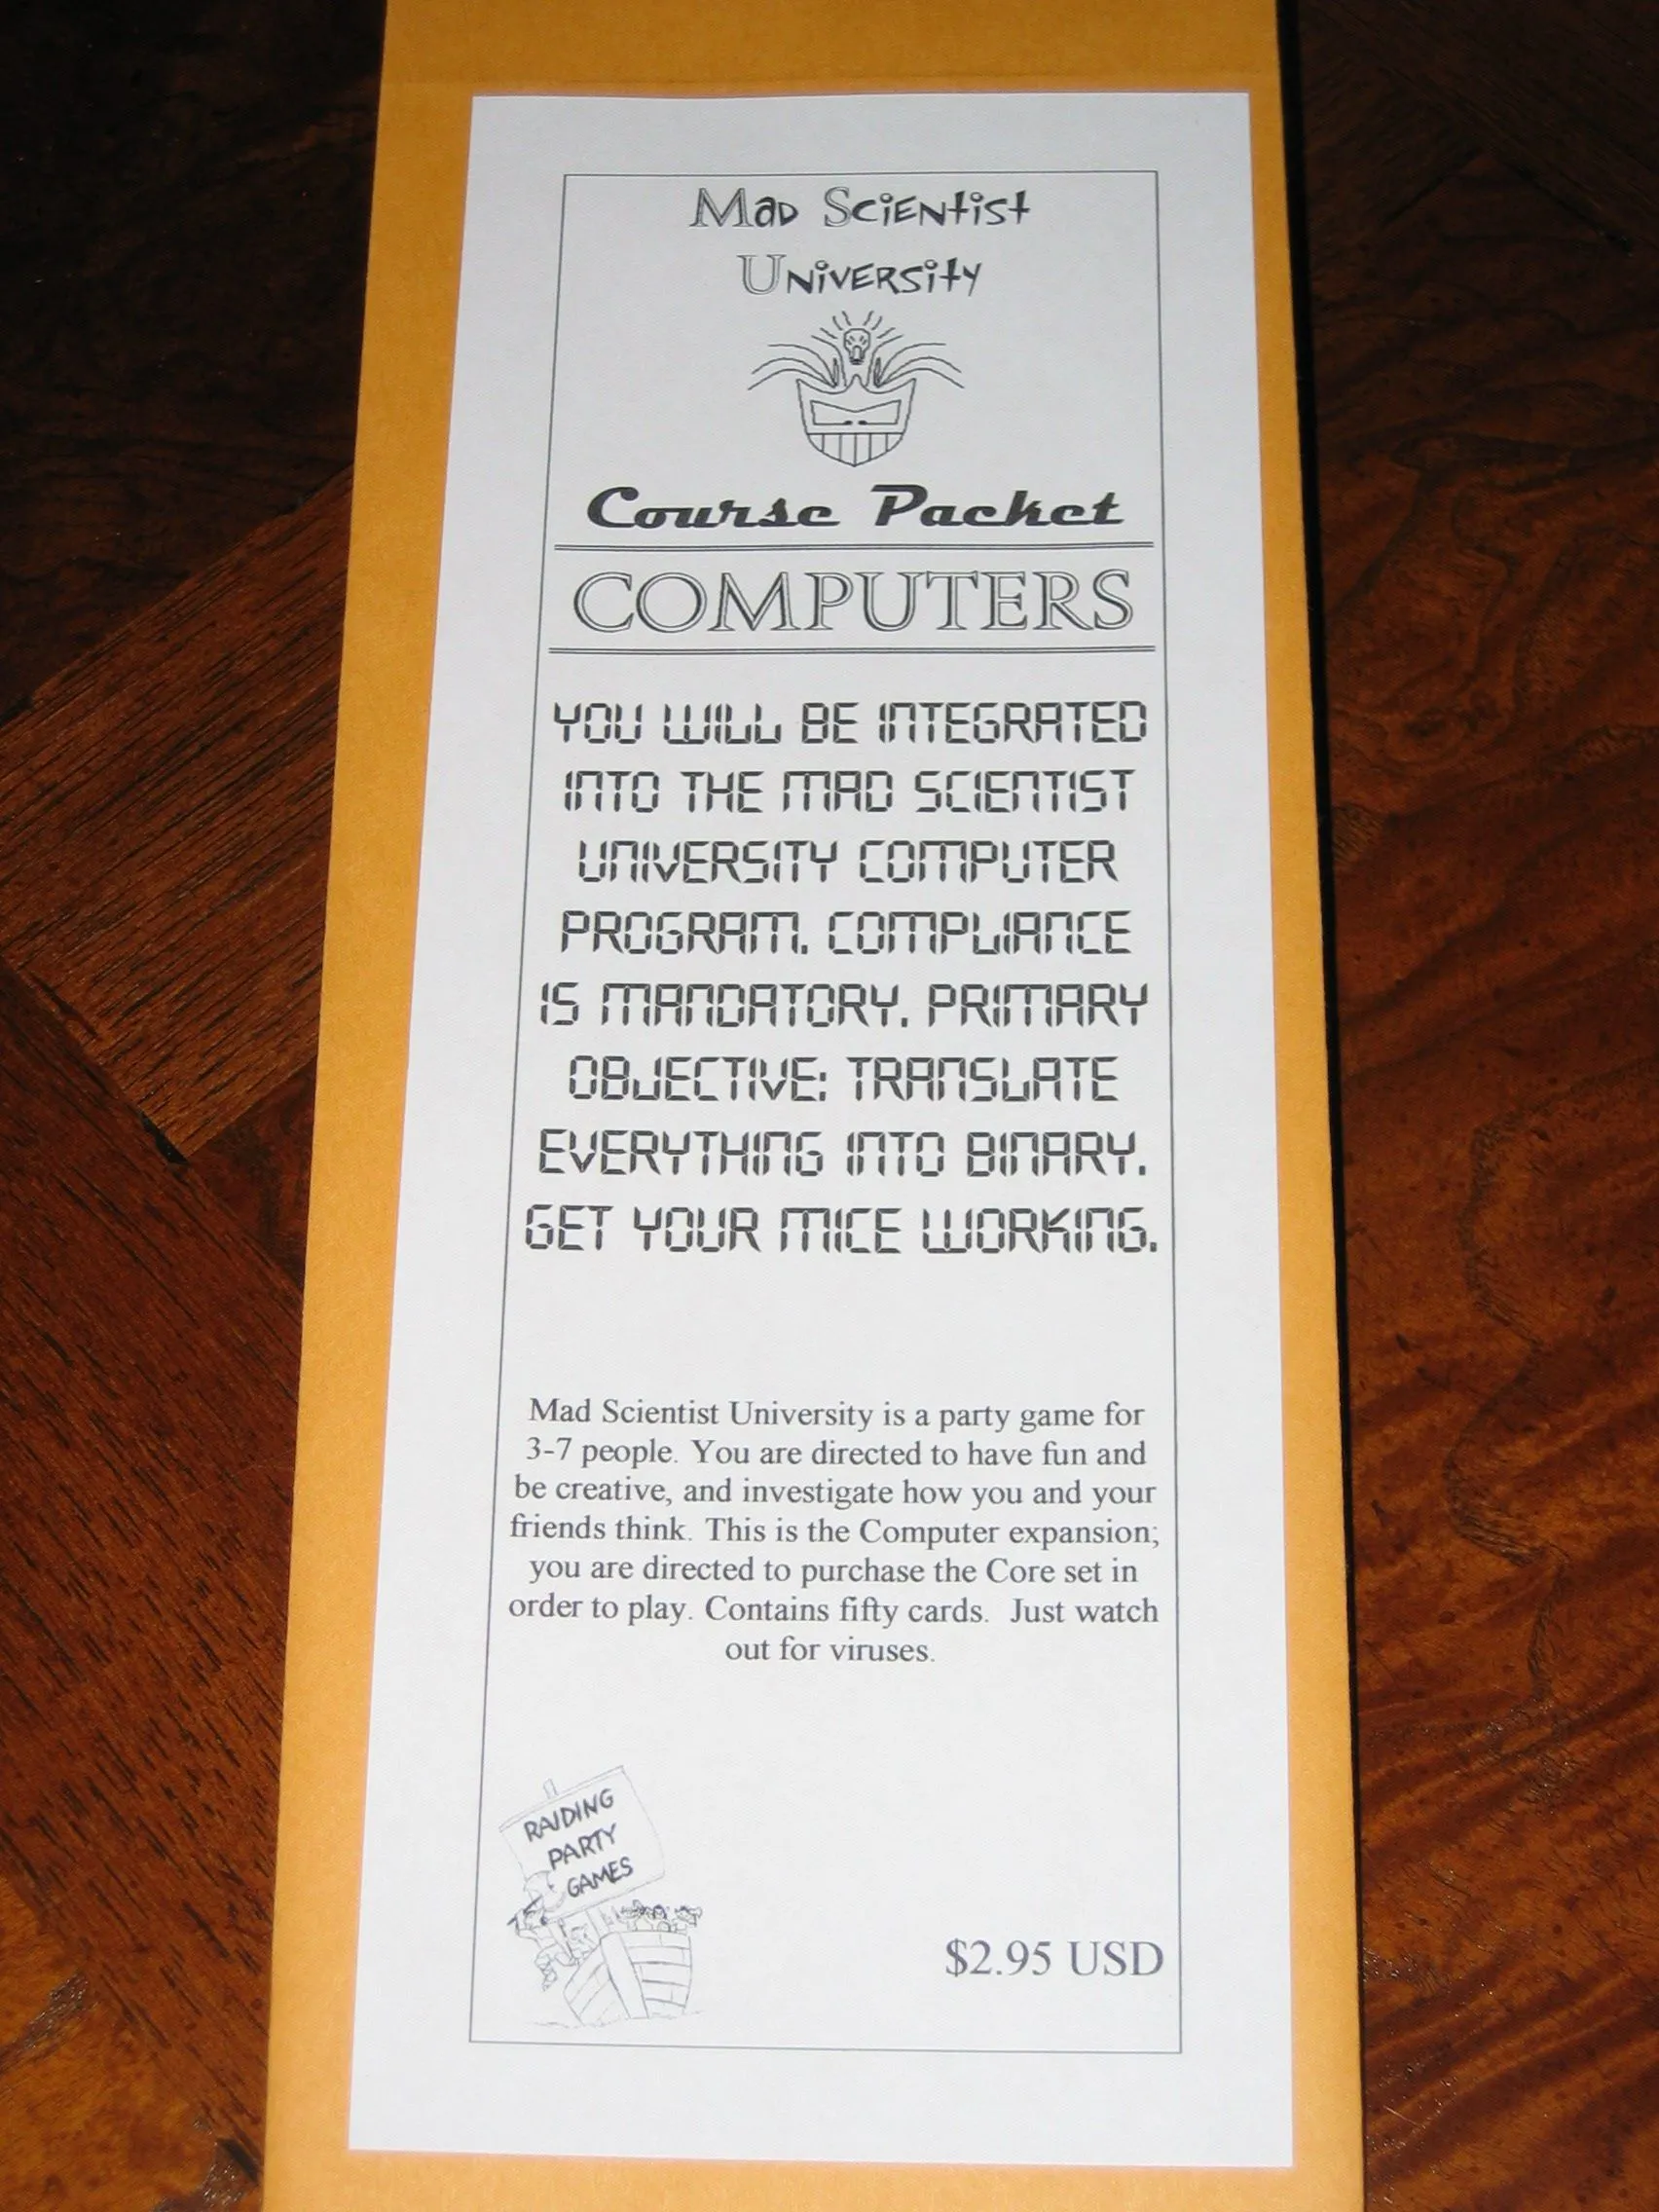 Mad Scientist
University
Course Packet
COMPUTERS
YOU WILL BE INTEGRATED
INTO THE MAD SCIENTIST
UNIVERSITY COMPUTER
PROGRAM. COMPLIANCE
IS MANDATORY. PRIMARY
OBJECTIVE: TRANSLATE
EVERYTHING INTO BINARY.
GET YOUR MICE WORKING.
Mad Scientist University is a party game for
3-7 people. You are directed to have fun and
be creative, and investigate how you and your
friends think. This is the Computer expansion;
you are directed to purchase the Core set in
order to play. Contains fifty cards. Just watch
out for viruses.
RAIDING
PARTY
GAMES
$2.95 USD